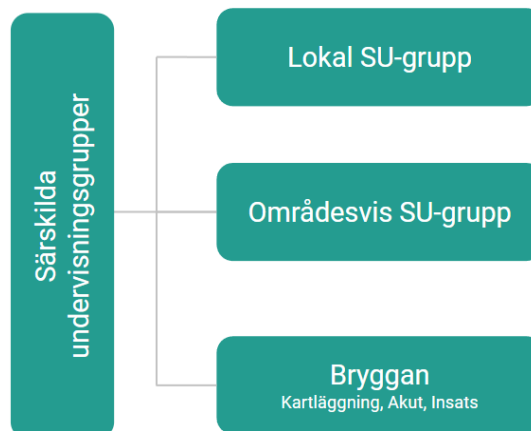 Särskilda
undervisningsgrupper
Lokal SU-grupp
Områdesvis SU-grupp
Bryggan
Kartläggning, Akut, Insats